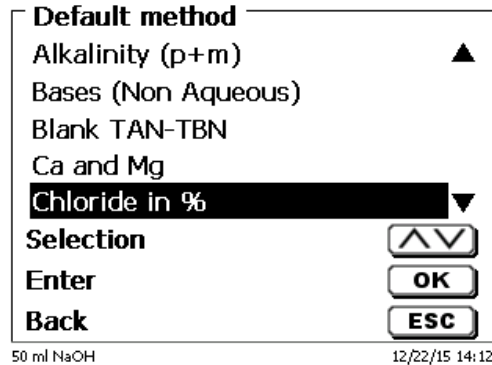 Default method
Alkalinity (p+m)
Bases (Non Aqueous)
Blank TAN-TBN
Ca and Mg
Chloride in %
Selection
Enter OK
Back ESC
50 ml NaOH 12/22/15 14:12